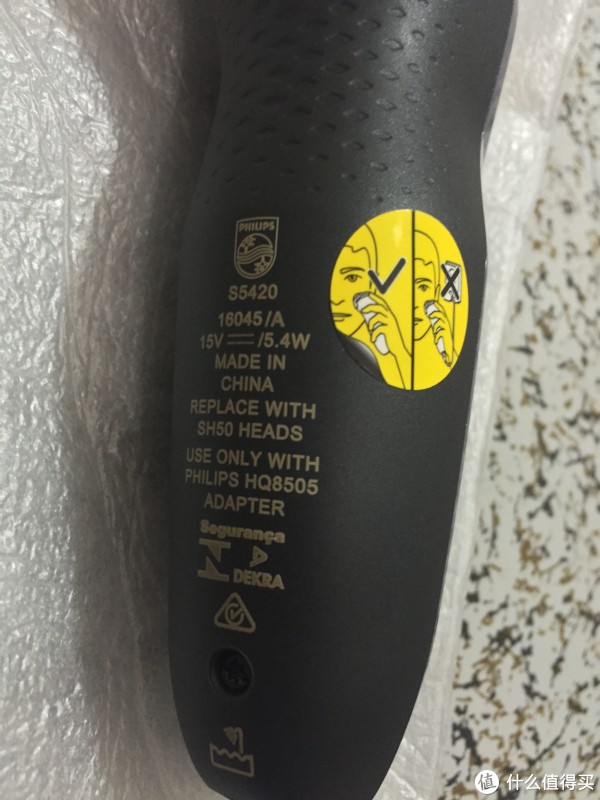 PHILIPS
S5420
16045/A
15V ⎓ /5.4W
MADE IN
CHINA
REPLACE WITH
SH50 HEADS
USE ONLY WITH
PHILIPS HQ8505
ADAPTER
Segurança
DEKRA
值 什么值得买